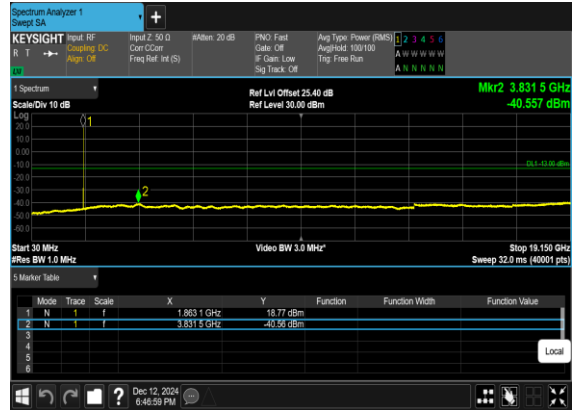 Spectrum Analyzer 1
Swept SA
+
KEYSIGHT Input: RF Input Z: 50 Ω #Atten: 20 dB PNO: Fast Avg Type: Power (RMS) 1 2 3 4 5 6
R T Coupling: DC Corr CCorr Gate: Off Avg|Hold: 100/100 A W W W W W
Align: Off Freq Ref: Int (S) IF Gain: Low Trig: Free Run
LXI Sig Track: Off A N N N N N
1 Spectrum Ref Lvl Offset 25.40 dB Mkr2 3.831 5 GHz
Scale/Div 10 dB Ref Level 30.00 dBm -40.557 dBm
Log
1
20.0
10.0
0.00
-10.0
DL1 -13.00 dBm
-20.0
-30.0
2
-40.0
-50.0
-60.0
Start 30 MHz Video BW 3.0 MHz* Stop 19.150 GHz
#Res BW 1.0 MHz Sweep 32.0 ms (40001 pts)
5 Marker Table
Mode Trace Scale X Y Function Function Width Function Value
1 N 1 f 1.863 1 GHz 18.77 dBm
2 N 1 f 3.831 5 GHz -40.56 dBm
3
4
5
6
Local
? Dec 12, 2024
6:46:59 PM